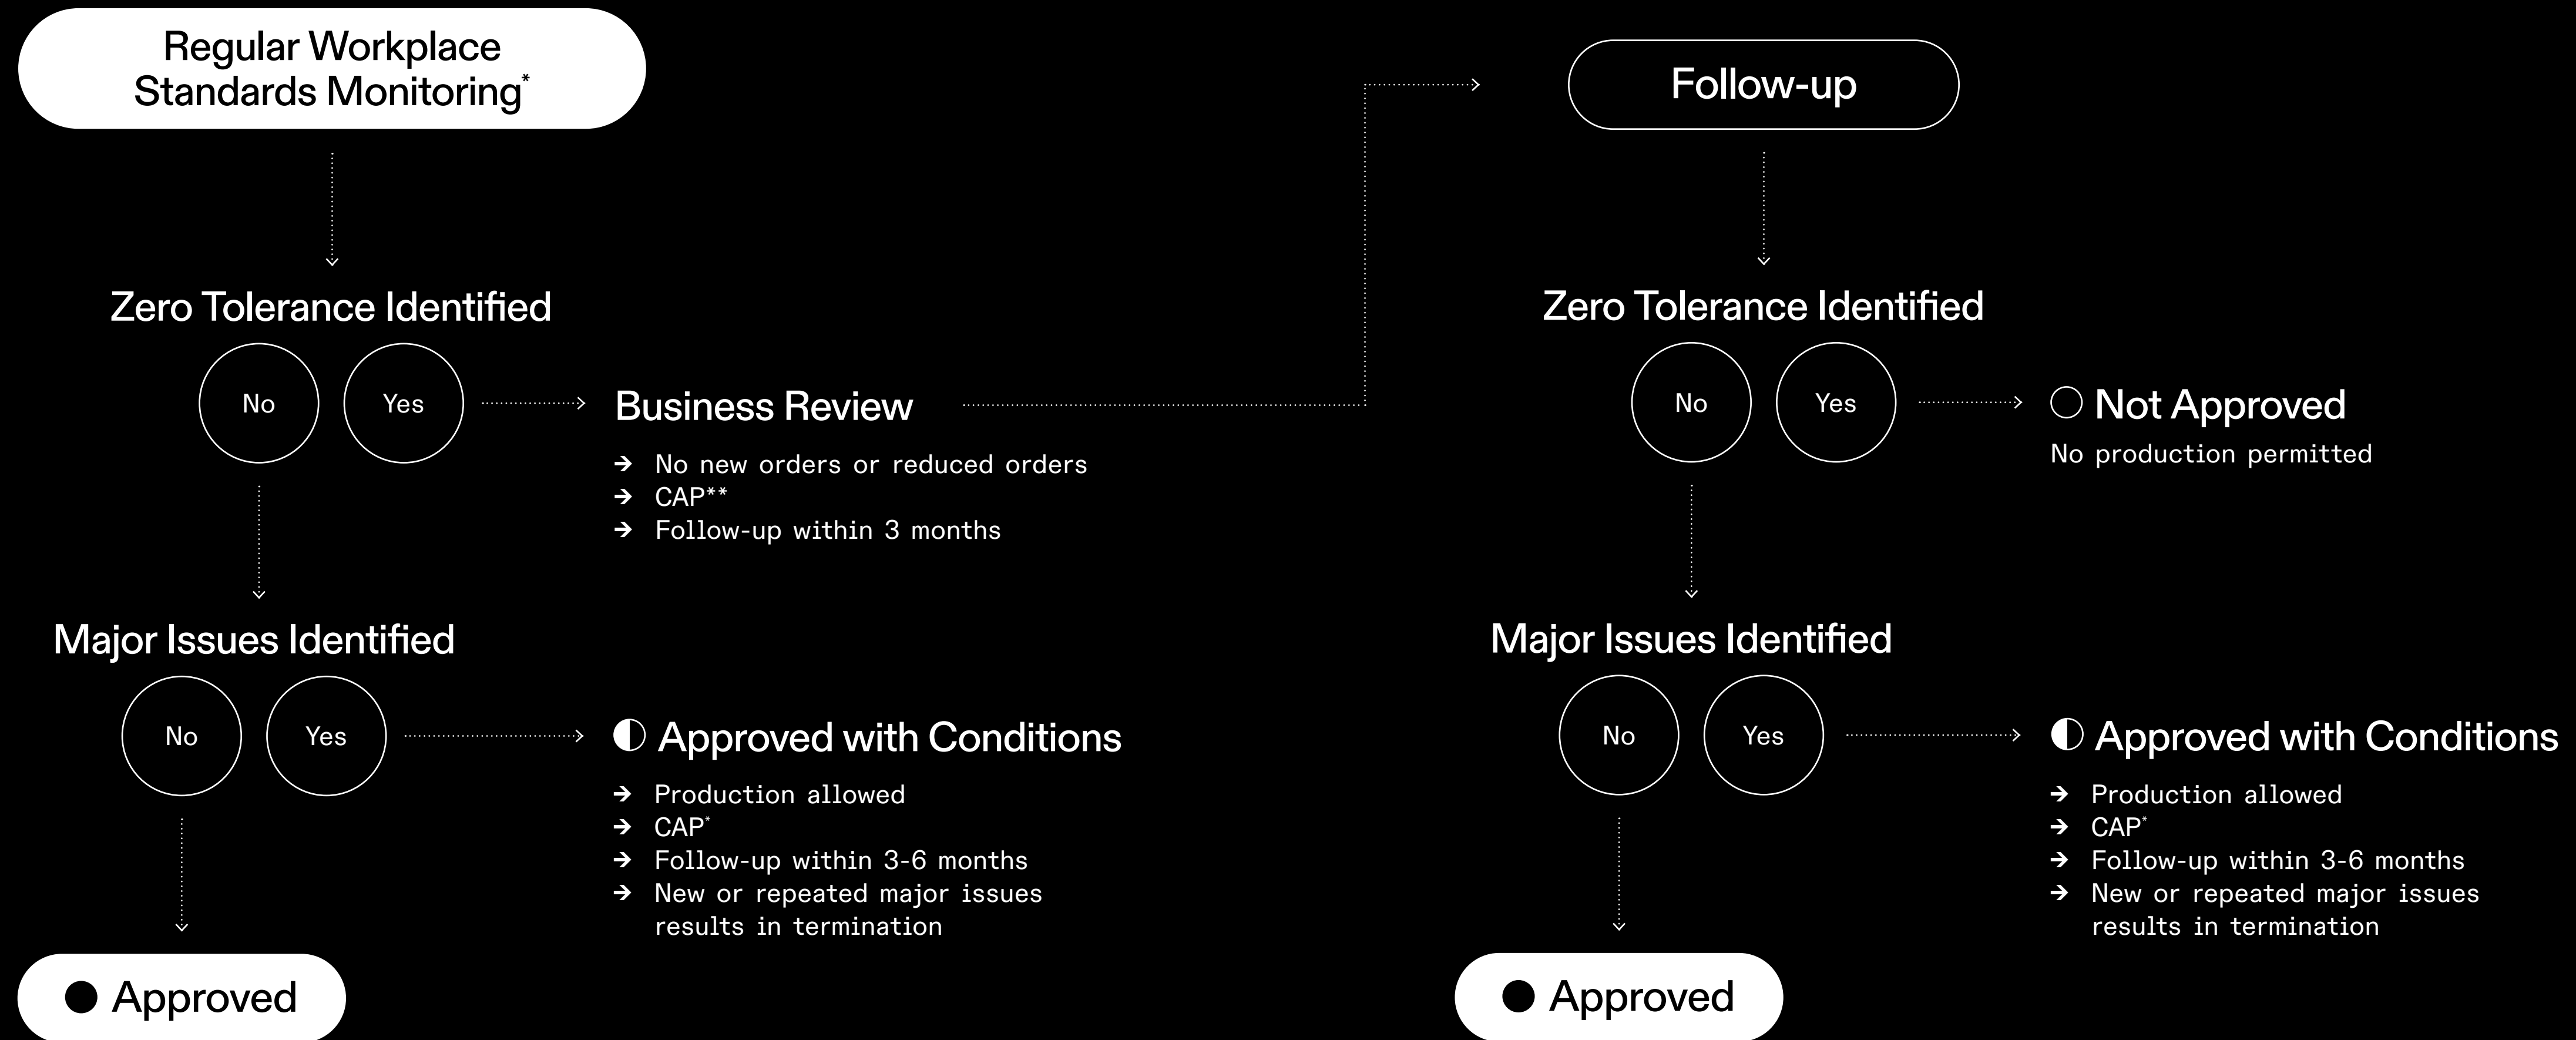 Regular Workplace
Standards Monitoring*
Zero Tolerance Identified
No
Yes
Business Review
→ No new orders or reduced orders
→ CAP**
→ Follow-up within 3 months
Major Issues Identified
No
Yes
Approved with Conditions
→ Production allowed
→ CAP*
→ Follow-up within 3-6 months
→ New or repeated major issues
results in termination
Approved
Follow-up
Zero Tolerance Identified
No
Yes
Not Approved
No production permitted
Major Issues Identified
No
Yes
Approved with Conditions
→ Production allowed
→ CAP*
→ Follow-up within 3-6 months
→ New or repeated major issues
results in termination
Approved